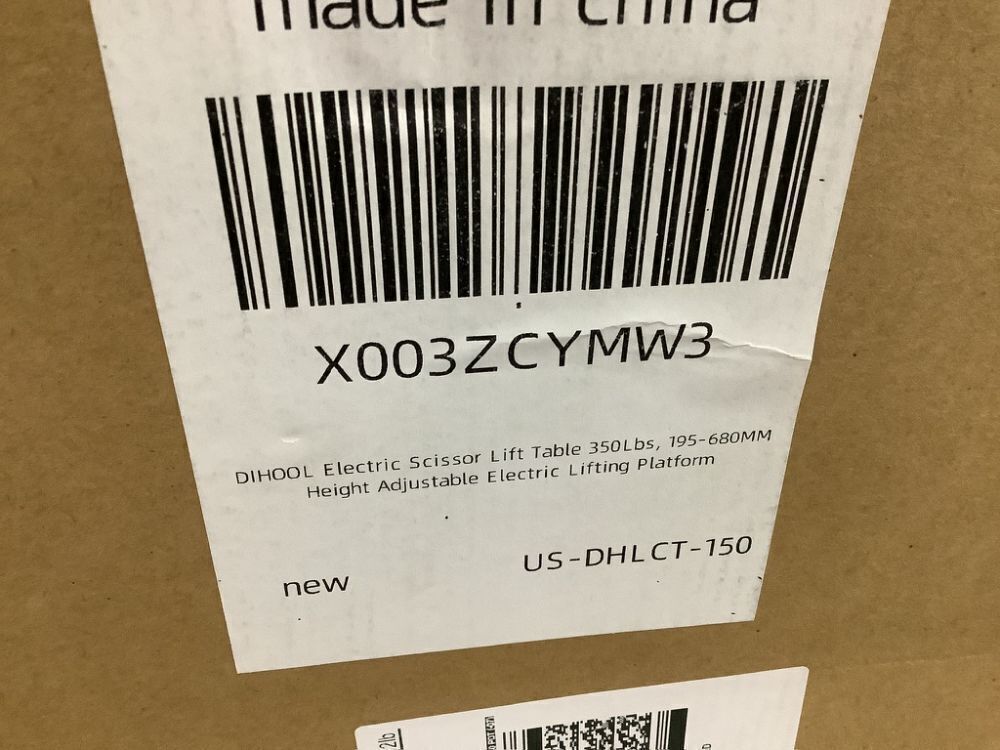 made in china
X003ZCYMW3
DIHOOL Electric Scissor Lift Table 350Lbs, 195-680MM
Height Adjustable Electric Lifting Platform
new
US-DHLCT-150
2lb